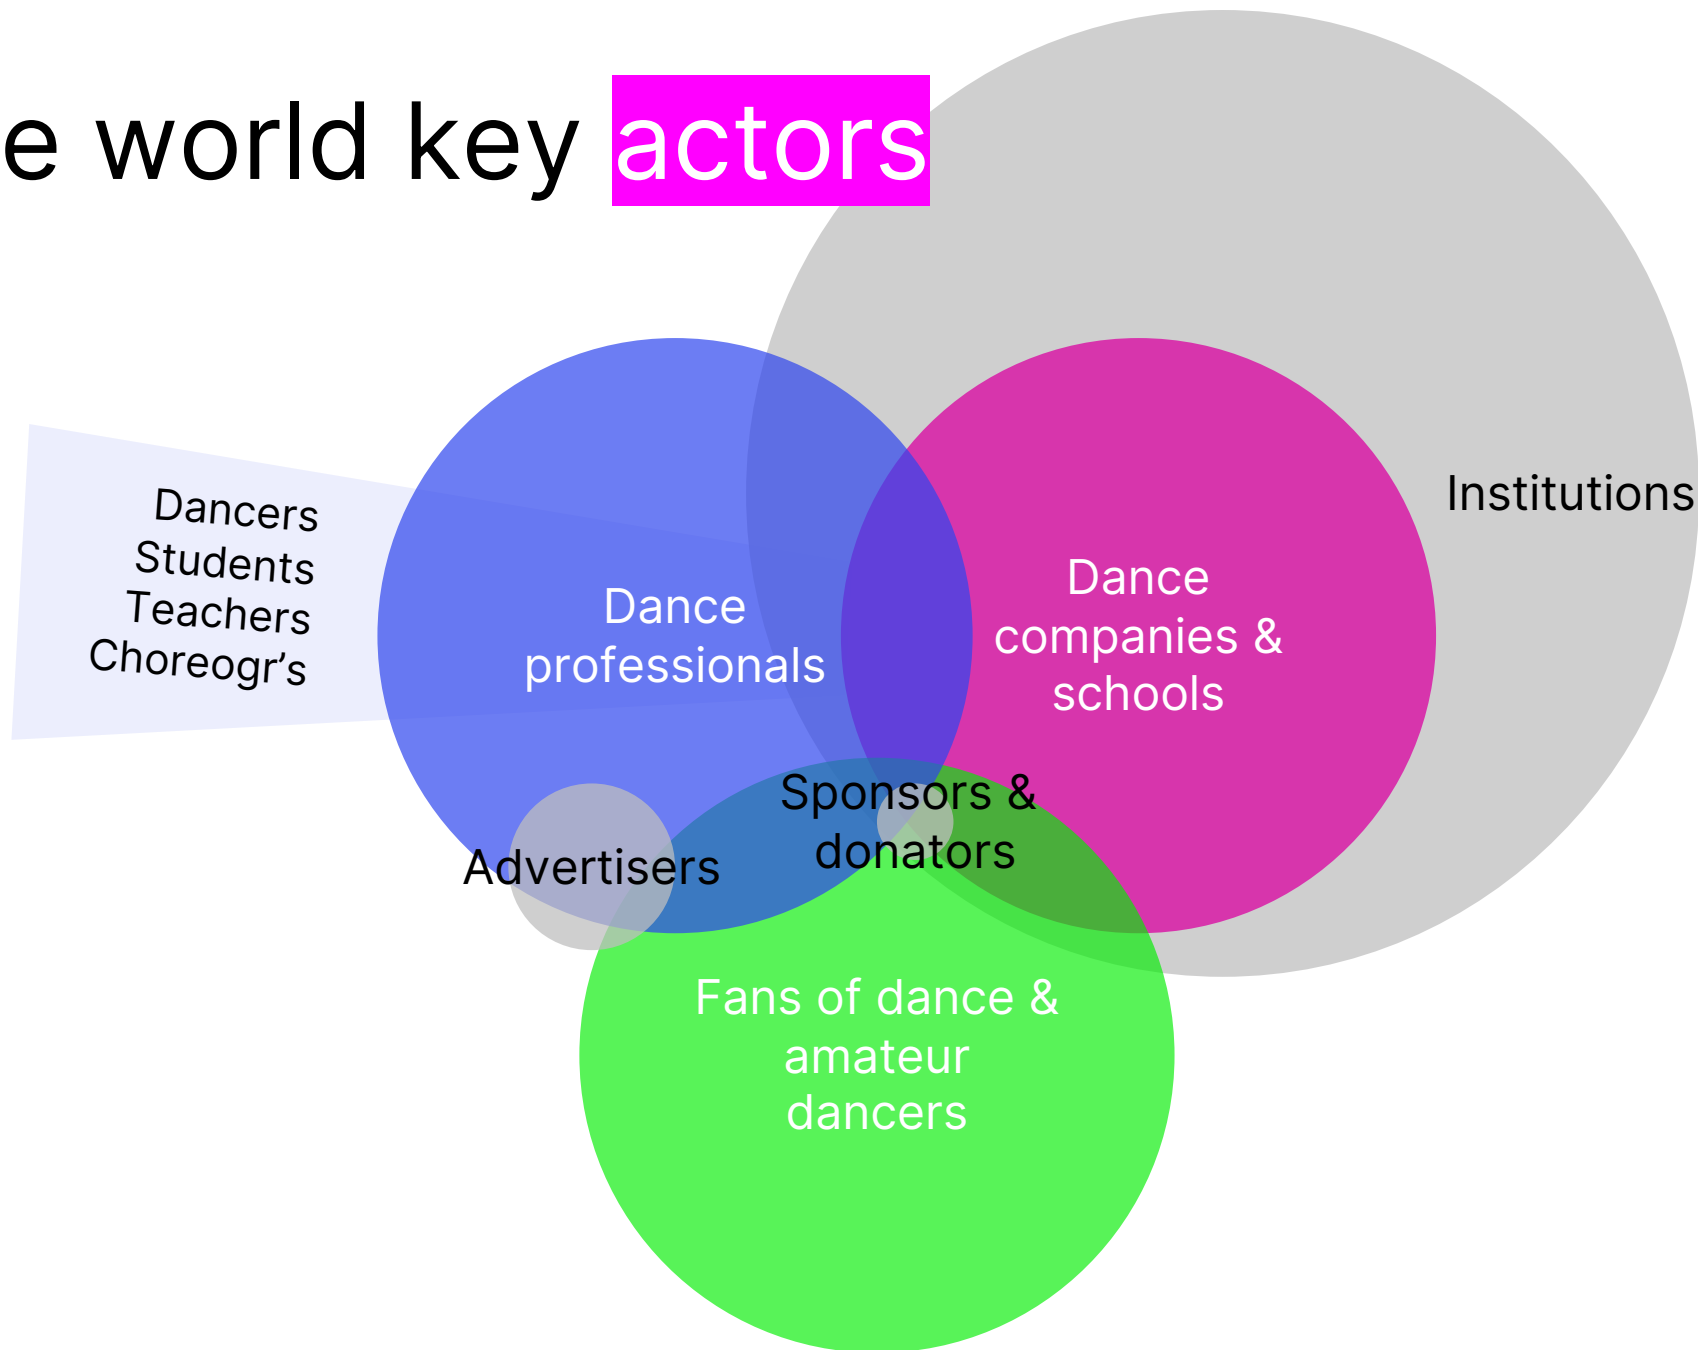 e world key actors
Institutions
Dancers
Students
Teachers
Choreogr’s
Dance
professionals
Dance
companies &
schools
Sponsors &
donators
Advertisers
Fans of dance &
amateur
dancers